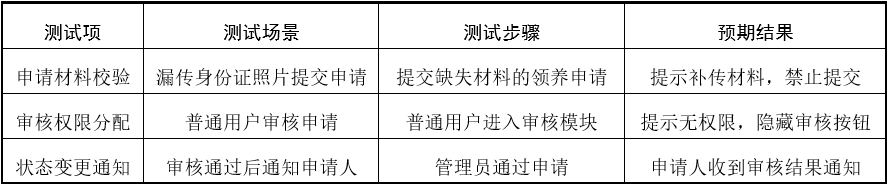 测试项 测试场景 测试步骤 预期结果
申请材料校验 漏传身份证照片提交申请 提交缺失材料的领养申请 提示补传材料，禁止提交
审核权限分配 普通用户审核申请 普通用户进入审核模块 提示无权限，隐藏审核按钮
状态变更通知 审核通过后通知申请人 管理员通过申请 申请人收到审核结果通知